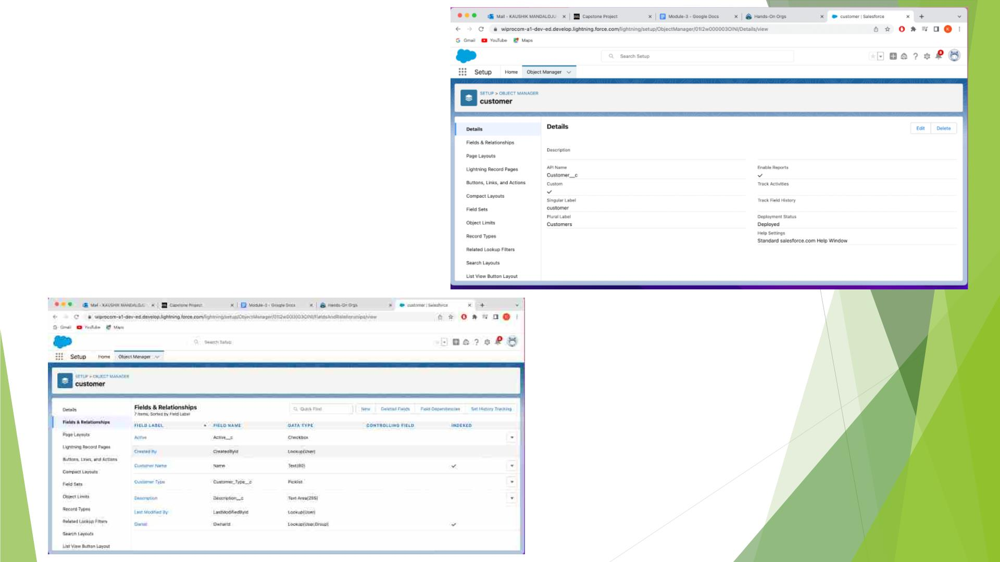 Mail - KAUSHIK MANDALOJU
Capstone Project
Module-3 - Google Docs
Hands-On Orgs
customer | Salesforce
wiprocom-a1-dev-ed.develop.lightning.force.com/lightning/setup/ObjectManager/01I2w000003OINI/Details/view
Gmail
YouTube
Maps
Search Setup
8
Setup
Home
Object Manager
SETUP > OBJECT MANAGER
customer
Details
Fields & Relationships
Page Layouts
Lightning Record Pages
Buttons, Links, and Actions
Compact Layouts
Field Sets
Object Limits
Record Types
Related Lookup Filters
Search Layouts
List View Button Layout
Details
Edit
Delete
Description
API Name
Customer__c
Custom
Singular Label
customer
Plural Label
Customers
Enable Reports
Track Activities
Track Field History
Deployment Status
Deployed
Help Settings
Standard salesforce.com Help Window
Mail - KAUSHIK MANDALOJU
Capstone Project
Module-3 - Google Docs
Hands-On Orgs
customer | Salesforce
wiprocom-a1-dev-ed.develop.lightning.force.com/lightning/setup/ObjectManager/01I2w000003OINI/FieldsAndRelationships/view
Gmail
YouTube
Maps
Search Setup
Setup
Home
Object Manager
SETUP > OBJECT MANAGER
customer
Details
Fields & Relationships
Page Layouts
Lightning Record Pages
Buttons, Links, and Actions
Compact Layouts
Field Sets
Object Limits
Record Types
Related Lookup Filters
Search Layouts
List View Button Layout
Fields & Relationships
7 Items, Sorted by Field Label
Quick Find
New
Deleted Fields
Field Dependencies
Set History Tracking
FIELD LABEL FIELD NAME DATA TYPE CONTROLLING FIELD INDEXED
Active Active__c Checkbox
Created By CreatedById Lookup(User)
Customer Name Name Text(80)
Customer Type Customer_Type__c Picklist
Description Description__c Text Area(255)
Last Modified By LastModifiedById Lookup(User)
Owner OwnerId Lookup(User,Group)